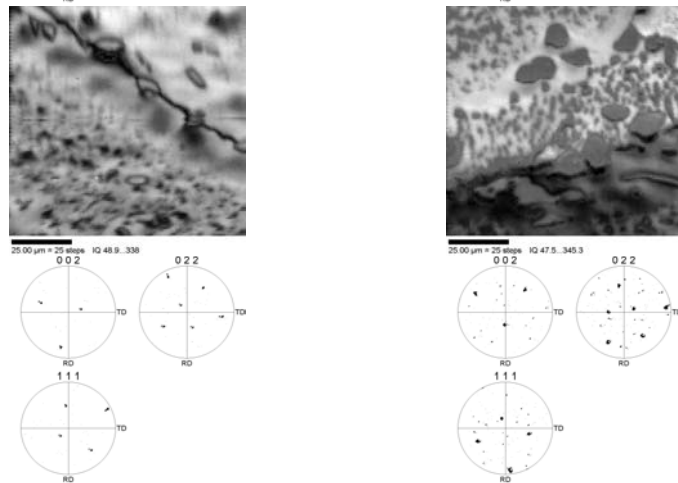 RD
RD
25.00 µm = 25 steps IQ 48.9...338
25.00 µm = 25 steps IQ 47.5...345.3
0 0 2
0 2 2
0 0 2
0 2 2
TD
TD
TD
TD
RD
RD
RD
RD
1 1 1
1 1 1
TD
TD
RD
RD